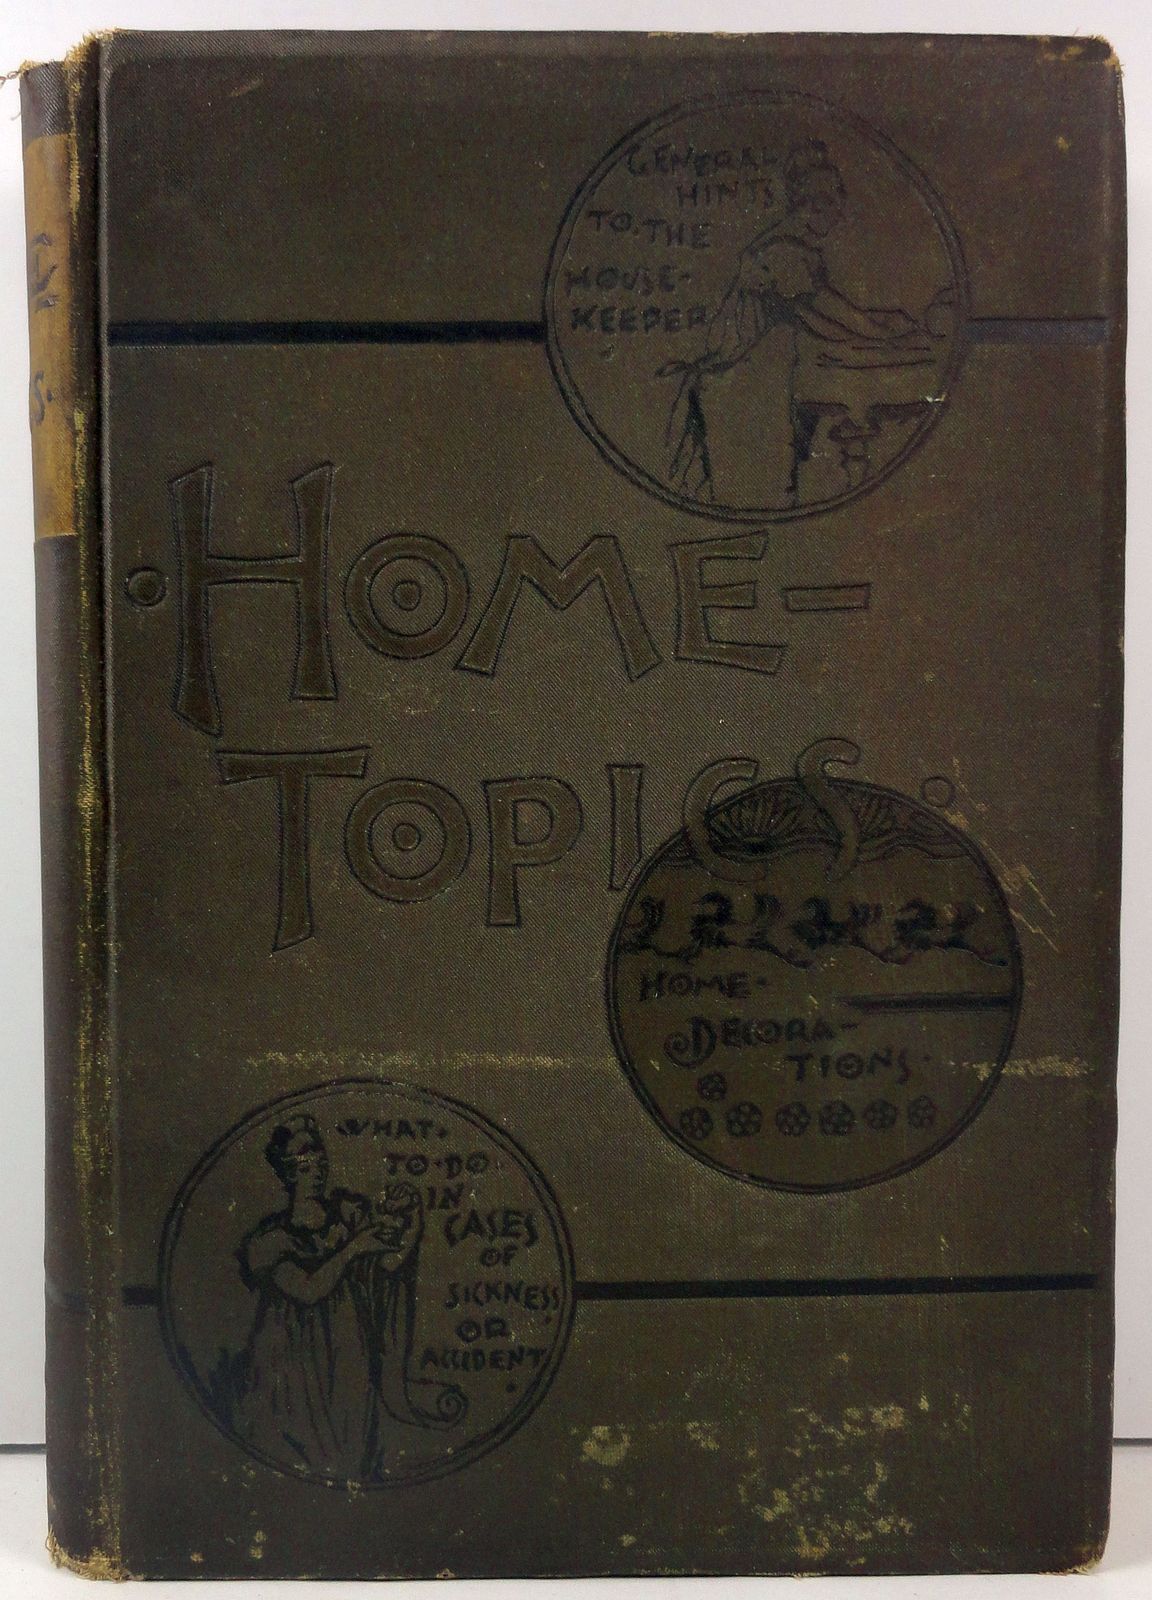 GENERAL
HINTS
TO·THE
HOUSE-
KEEPER
·HOME-
TOPICS·
HOME·
DECORA-
TIONS·
WHAT·
TO·DO·
IN
CASES
OF
SICKNESS
OR
ACCIDENT·